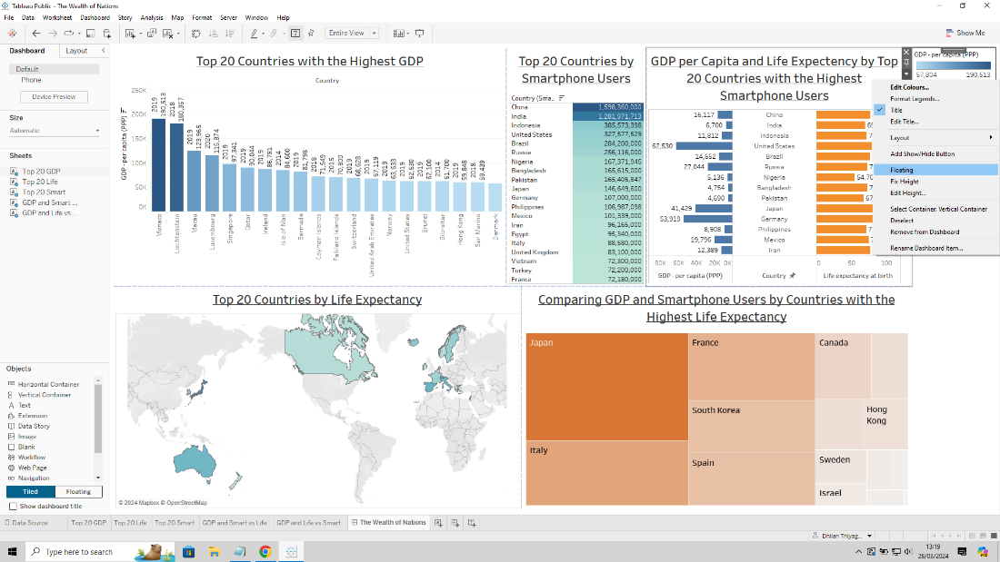 Tableau Public - The Wealth of Nations
File Data Worksheet Dashboard Story Analysis Map Format Server Window Help
Entire View
Show Me
Dashboard Layout
Default
Phone
Device Preview
Size
Automatic
Sheets
Top 20 GDP
Top 20 Life
Top 20 Smart
GDP and Smart ...
GDP and Life vs ...
Objects
Horizontal Container
Vertical Container
Text
Extension
Data Story
Image
Blank
Workflow
Web Page
Navigation
Tiled Floating
Show dashboard title
Top 20 Countries with the Highest GDP
Country
GDP - per capita (PPP)
250K
200K
150K
100K
50K
0K
2019 190,513
2018 180,367
2019 123,965
2020 115,874
2019 97,341
2019
2019 86,781
2014 84,600
2019 81,798
2018 71,549
2015 70,800
2019 68,628
2019 67,119
2019 65,633
2019 62,530
2019 62,100
2014 61,700
2019 59,848
2018 59,439
Monaco
Liechtenstein
Macau
Luxembourg
Singapore
Qatar
Ireland
Isle of Man
Bermuda
Cayman Islands
Falkland Islands
Switzerland
United Arab Emirates
Norway
United States
Brunei
Gibraltar
Hong Kong
San Marino
Denmark
Top 20 Countries by
Smartphone Users
Country (Sma..
China 1,598,360,000
India 1,281,971,713
Indonesia 385,573,398
United States 327,577,529
Brazil 284,200,000
Russia 256,116,000
Nigeria 167,371,945
Bangladesh 165,615,000
Pakistan 165,405,847
Japan 146,649,600
Germany 107,000,000
Philippines 106,987,098
Mexico 101,339,000
Iran 96,165,000
Egypt 95,340,000
Italy 88,580,000
United Kingdom 83,100,000
Vietnam 72,300,000
Turkey 72,200,000
France 72,180,000
GDP per Capita and Life Expectency by Top
20 Countries with the Highest
Smartphone Users
16,117 China
6,700 India 69
11,812 Indonesia 7
62,530 United States
14,652 Brazil
27,044 Russia 7
5,136 Nigeria 54.70
4,754 Bangladesh 7
4,690 Pakistan 67
41,429 Japan
53,919 Germany
8,908 Philippines 7
19,796 Mexico 7
12,389 Iran
80K 60K 40K 20K 0K
0 50 100
GDP - per capita (PPP) Country Life expectancy at birth
GDP - per capita (PPP)
57,804 190,513
Edit Colours...
Format Legends...
Title
Edit Title...
Layout
Add Show/Hide Button
Floating
Fix Height
Edit Height...
Select Container: Vertical Container
Deselect
Remove from Dashboard
Rename Dashboard Item...
Top 20 Countries by Life Expectancy
© 2024 Mapbox © OpenStreetMap
Comparing GDP and Smartphone Users by Countries with the
Highest Life Expectancy
Japan
Italy
France
South Korea
Spain
Canada
Hong
Kong
Sweden
Israel
Data Source Top 20 GDP Top 20 Life Top 20 Smart GDP and Smart vs Life GDP and Life vs Smart The Wealth of Nations
Dhilan Thiyag...
Type here to search
13:19
28/03/2024